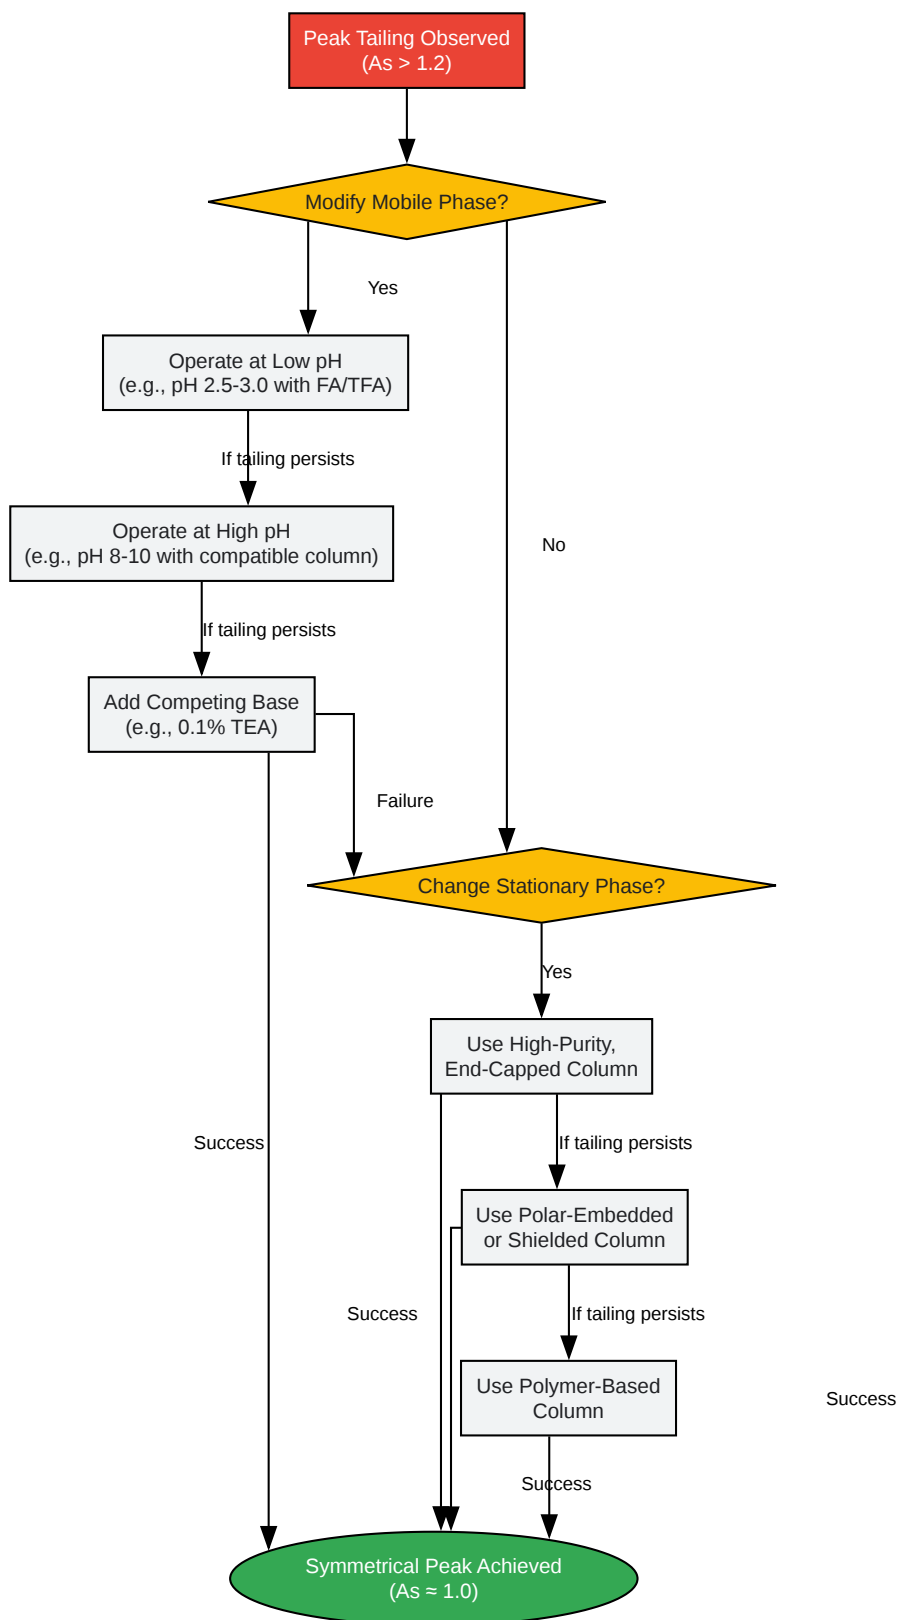 Peak Tailing Observed
(As > 1.2)
Modify Mobile Phase?
Yes
Operate at Low pH
(e.g., pH 2.5-3.0 with FA/TFA)
If tailing persists
Operate at High pH
(e.g., pH 8-10 with compatible column)
No
If tailing persists
Add Competing Base
(e.g., 0.1% TEA)
Failure
Change Stationary Phase?
Yes
Use High-Purity,
End-Capped Column
Success
If tailing persists
Use Polar-Embedded
or Shielded Column
Success
If tailing persists
Use Polymer-Based
Column
Success
Success
Symmetrical Peak Achieved
(As ≈ 1.0)